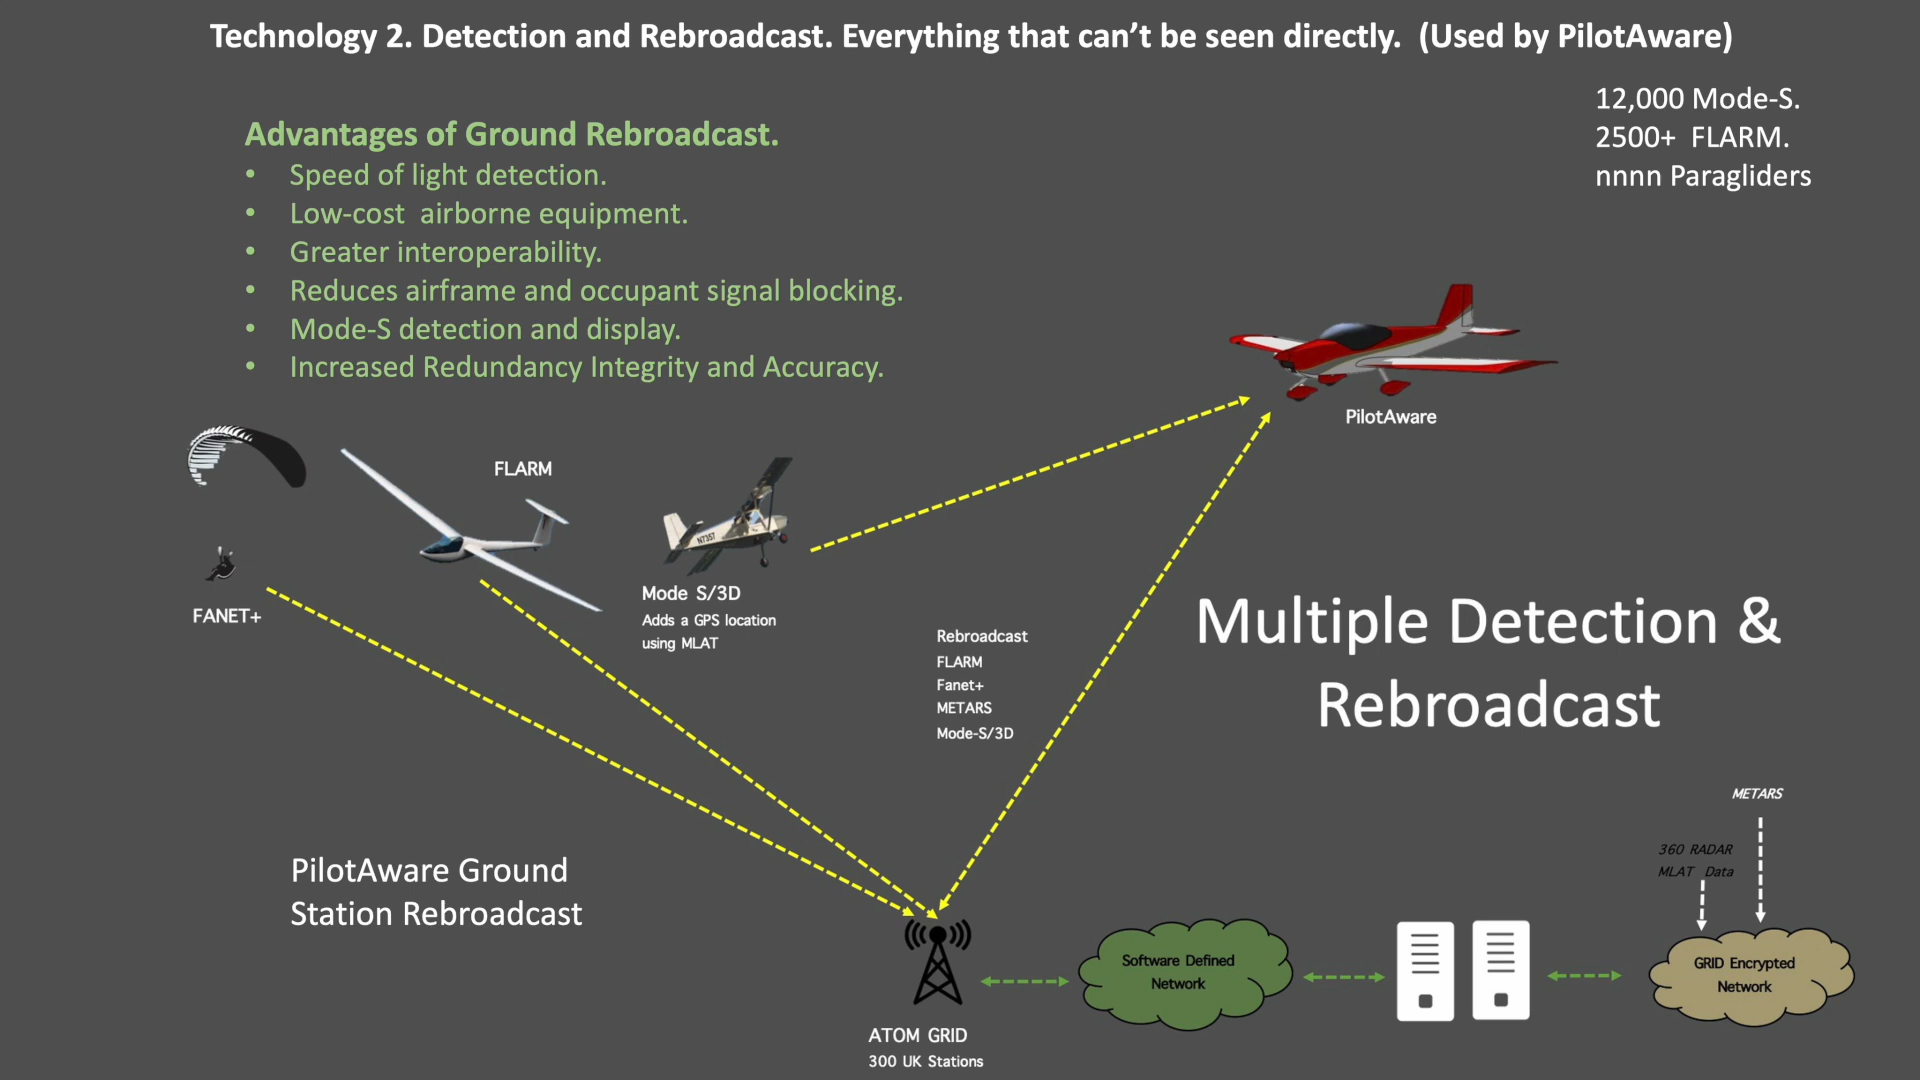 Technology 2. Detection and Rebroadcast. Everything that can’t be seen directly.  (Used by PilotAware)
12,000 Mode-S.
2500+  FLARM.
nnnn Paragliders
Advantages of Ground Rebroadcast.
• Speed of light detection.
• Low-cost  airborne equipment.
• Greater interoperability.
• Reduces airframe and occupant signal blocking.
• Mode-S detection and display.
• Increased Redundancy Integrity and Accuracy.
PilotAware
FLARM
N7357
FANET+
Mode S/3D
Adds a GPS location
using MLAT
Rebroadcast
FLARM
Fanet+
METARS
Mode-S/3D
Multiple Detection &
Rebroadcast
PilotAware Ground
Station Rebroadcast
METARS
360 RADAR
MLAT  Data
Software Defined
Network
GRID Encrypted
Network
ATOM GRID
300 UK Stations